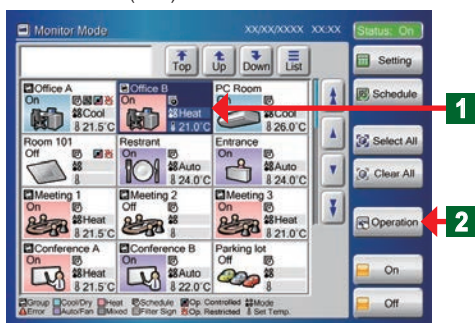 Monitor Mode
XX/XX/XXXX XX:XX
Status: On
Top
Up
Down
List
Setting
Office A
On
Cool
21.5°C
Office B
On
Heat
21.0°C
PC Room
On
Cool
26.0°C
Schedule
1
Room 101
Off
Restrant
On
Auto
24.0°C
Entrance
On
Auto
24.0°C
Select All
Clear All
Meeting 1
On
Heat
21.5°C
Meeting 2
Off
Meeting 3
On
Heat
21.0°C
Operation
2
Conference A
On
Heat
21.5°C
Conference B
On
Auto
22.0°C
Parking lot
Off
On
Group Cool/Dry Heat Schedule Op. Controlled Mode
Error Auto/Fan Mixed Filter Sign Op. Restricted Set Temp.
Off